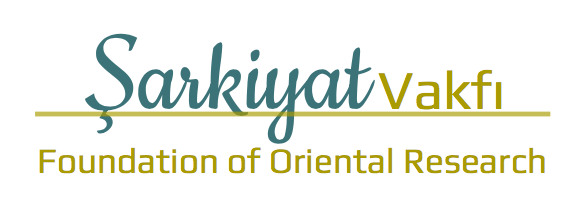 Şarkiyat Vakfı
Foundation of Oriental Research